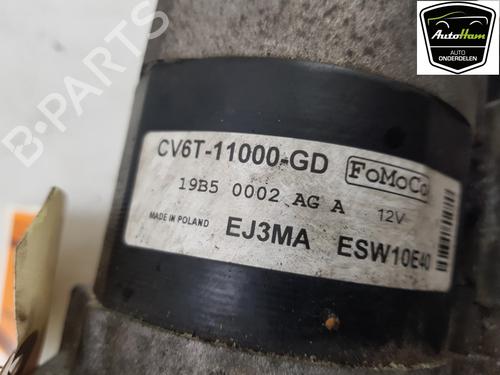 AutoHam
AUTO
ONDERDELEN
B-PARTS
CV6T-11000-GD FoMoCo
19B5 0002 AG A 12V
MADE IN POLAND EJ3MA ESW10E40